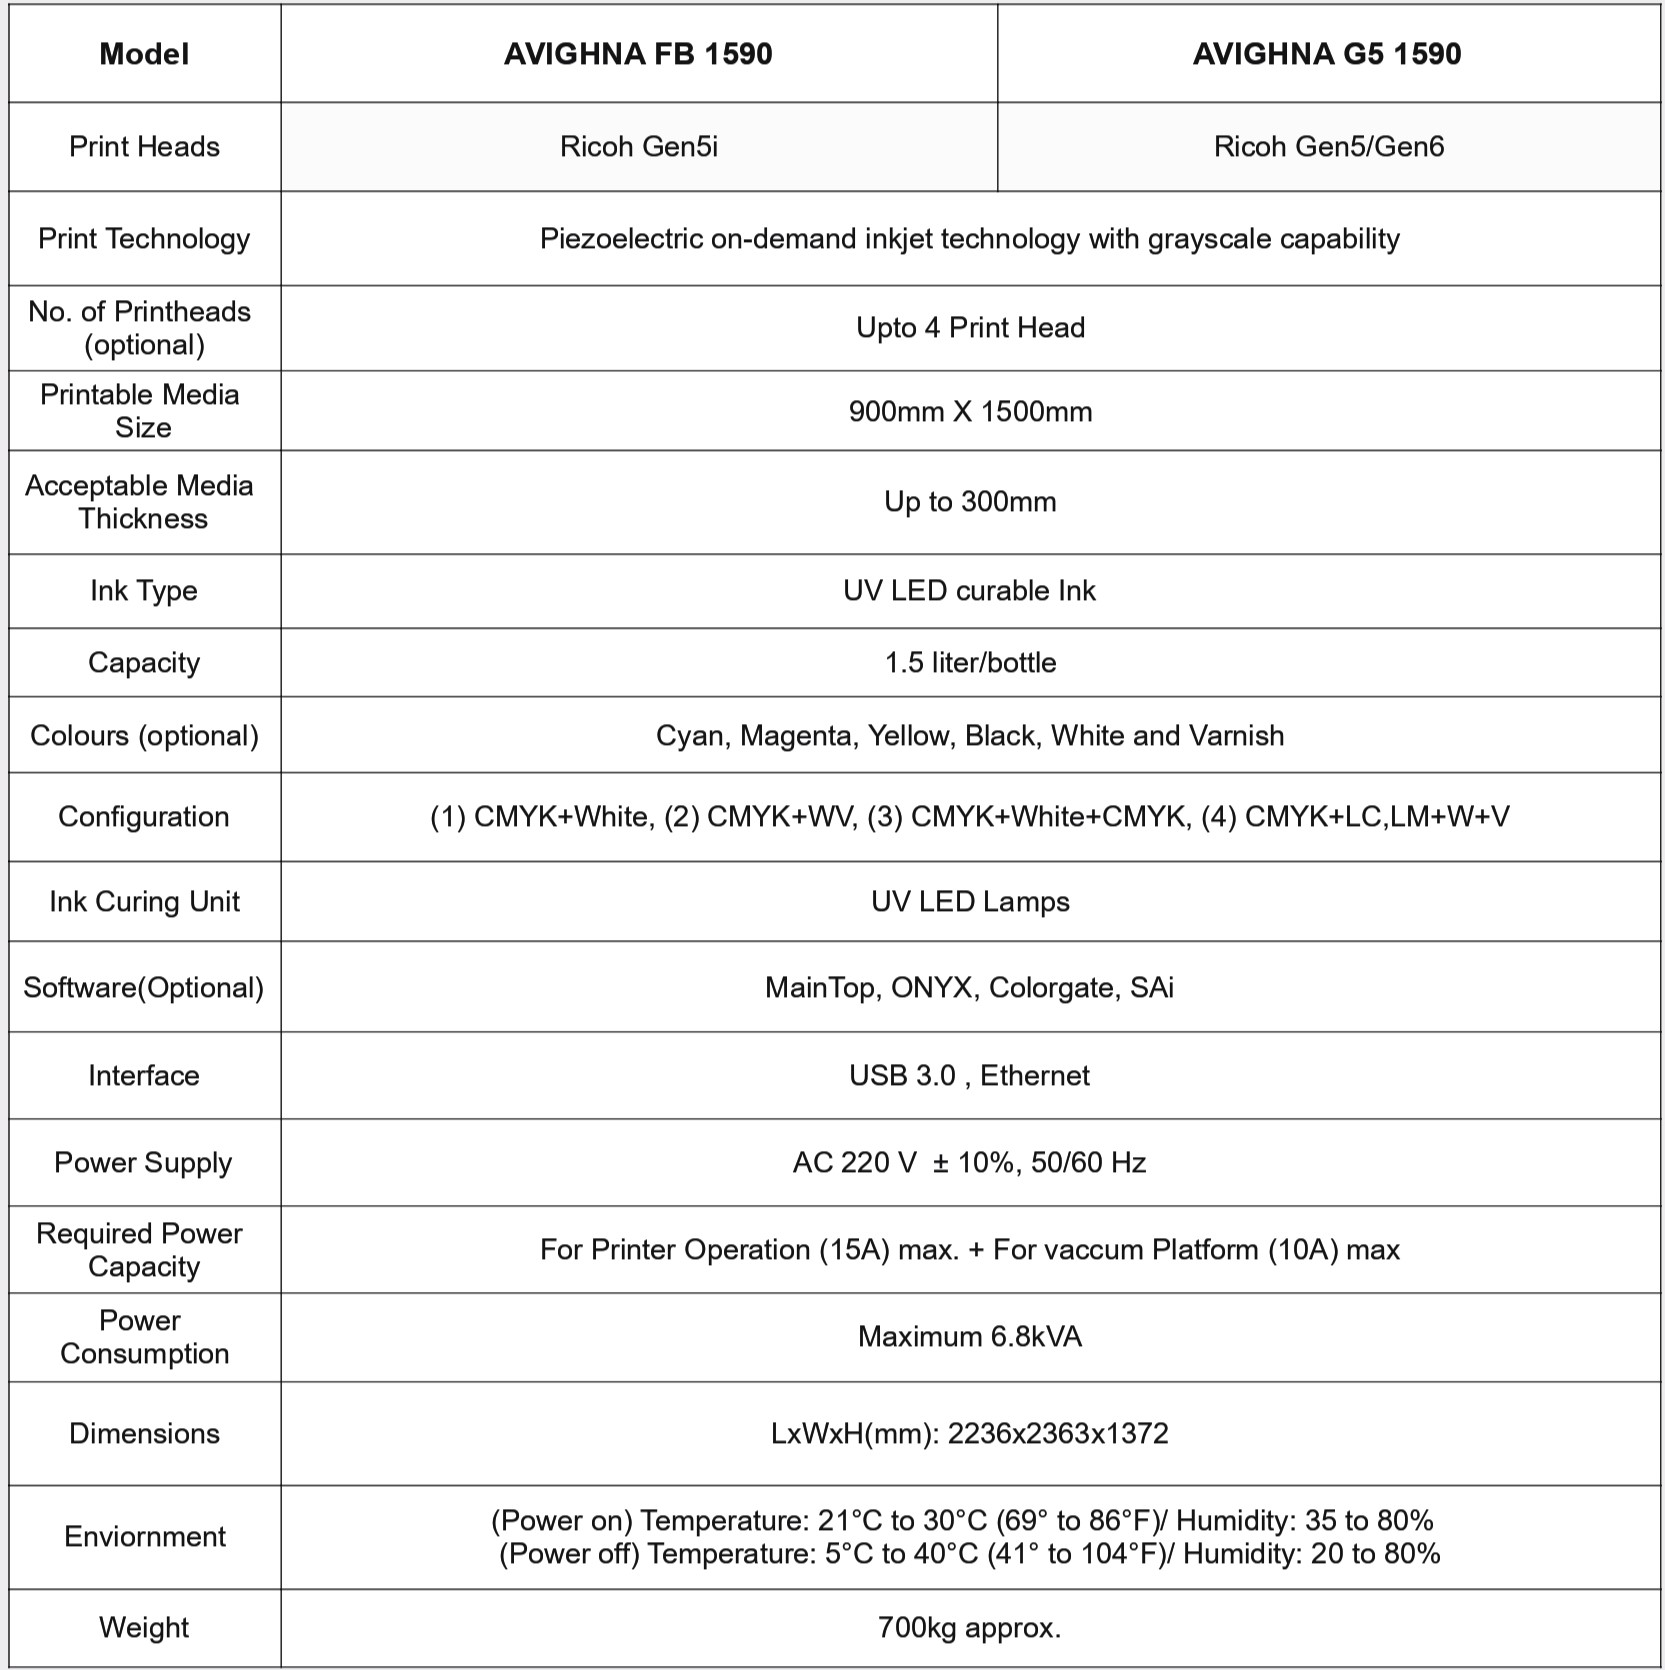 Model AVIGHNA FB 1590 AVIGHNA G5 1590
Print Heads Ricoh Gen5i Ricoh Gen5/Gen6
Print Technology Piezoelectric on-demand inkjet technology with grayscale capability
No. of Printheads
(optional)
Upto 4 Print Head
Printable Media
Size
900mm X 1500mm
Acceptable Media
Thickness
Up to 300mm
Ink Type UV LED curable Ink
Capacity 1.5 liter/bottle
Colours (optional) Cyan, Magenta, Yellow, Black, White and Varnish
Configuration (1) CMYK+White, (2) CMYK+WV, (3) CMYK+White+CMYK, (4) CMYK+LC,LM+W+V
Ink Curing Unit UV LED Lamps
Software(Optional) MainTop, ONYX, Colorgate, SAi
Interface USB 3.0 , Ethernet
Power Supply AC 220 V ± 10%, 50/60 Hz
Required Power
Capacity
For Printer Operation (15A) max. + For vaccum Platform (10A) max
Power
Consumption
Maximum 6.8kVA
Dimensions LxWxH(mm): 2236x2363x1372
Enviornment
(Power on) Temperature: 21°C to 30°C (69° to 86°F)/ Humidity: 35 to 80%
(Power off) Temperature: 5°C to 40°C (41° to 104°F)/ Humidity: 20 to 80%
Weight 700kg approx.